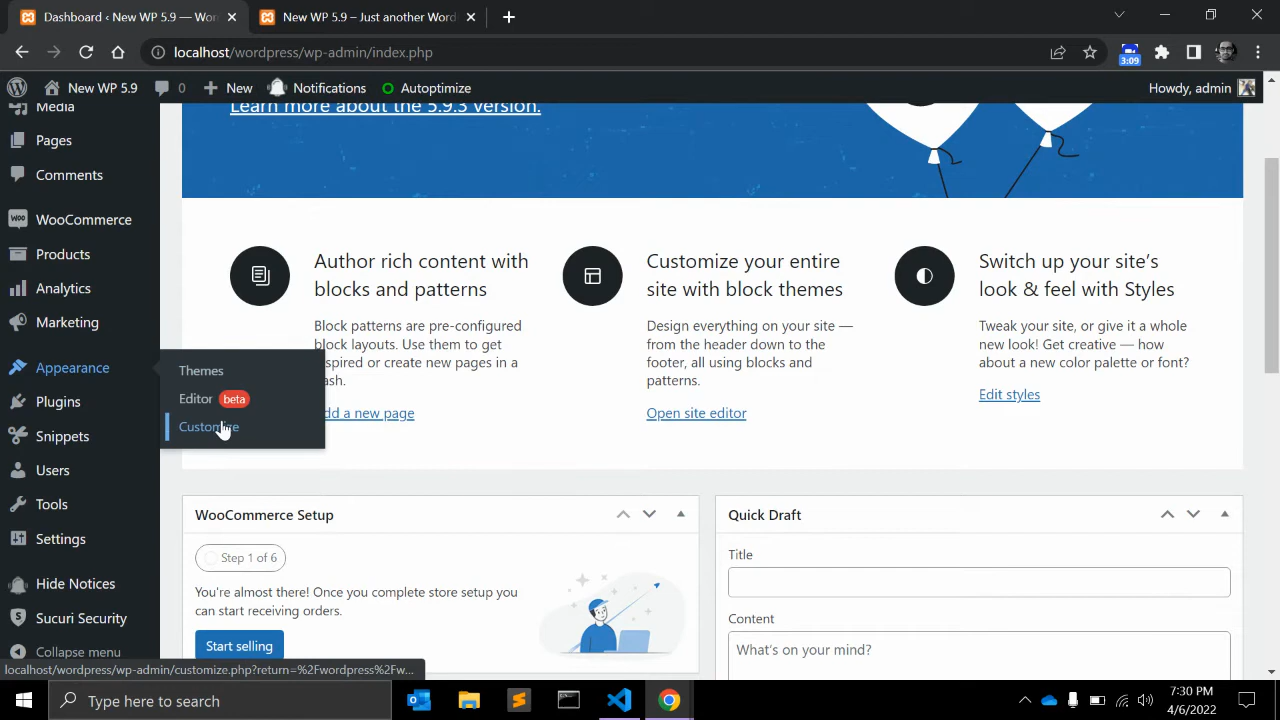 Dashboard ‹ New WP 5.9 — Wor
New WP 5.9 – Just another Word
localhost/wordpress/wp-admin/index.php
3:09
New WP 5.9
0
New
Notifications
Autoptimize
Howdy, admin
Learn more about the 5.9.3 version.
Media
Pages
Comments
WooCommerce
Products
Analytics
Marketing
Appearance
Plugins
Snippets
Users
Tools
Settings
Hide Notices
Sucuri Security
Collapse menu
Themes
Editor beta
Customize
Author rich content with
blocks and patterns
Block patterns are pre-configured
block layouts. Use them to get
nspired or create new pages in a
ash.
dd a new page
Customize your entire
site with block themes
Design everything on your site —
from the header down to the
footer, all using blocks and
patterns.
Open site editor
Switch up your site’s
look & feel with Styles
Tweak your site, or give it a whole
new look! Get creative — how
about a new color palette or font?
Edit styles
WooCommerce Setup
Step 1 of 6
You're almost there! Once you complete store setup you
can start receiving orders.
Start selling
Quick Draft
Title
Content
What’s on your mind?
localhost/wordpress/wp-admin/customize.php?return=%2Fwordpress%2Fw...
Type here to search
7:30 PM
4/6/2022